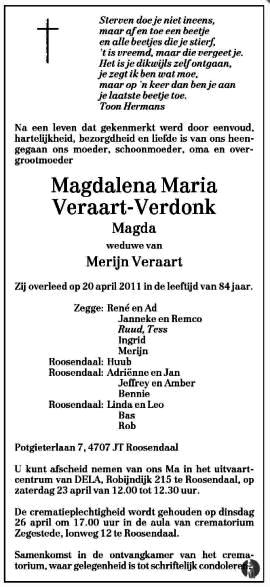 Sterven doe je niet ineens,
maar af en toe een beetje
en alle beetjes die je stierf,
't is vreemd, maar die vergeet je.
Het is je dikwijls zelf ontgaan,
je zegt ik ben wat moe,
maar op 'n keer dan ben je aan
je laatste beetje toe.
Toon Hermans
Na een leven dat gekenmerkt werd door eenvoud,
hartelijkheid, bezorgdheid en liefde is van ons heen-
gegaan ons moeder, schoonmoeder, oma en over-
grootmoeder
Magdalena Maria
Veraart-Verdonk
Magda
weduwe van
Merijn Veraart
Zij overleed op 20 april 2011 in de leeftijd van 84 jaar.
Zegge: René en Ad
Janneke en Remco
Ruud, Tess
Ingrid
Merijn
Roosendaal: Huub
Roosendaal: Adriënne en Jan
Jeffrey en Amber
Bennie
Roosendaal: Linda en Leo
Bas
Rob
Potgieterlaan 7, 4707 JT Roosendaal
U kunt afscheid nemen van ons Ma in het uitvaart-
centrum van DELA, Robijndijk 215 te Roosendaal, op
zaterdag 23 april van 12.00 tot 12.30 uur.
De crematieplechtigheid wordt gehouden op dinsdag
26 april om 17.00 uur in de aula van crematorium
Zegestede, Ionweg 12 te Roosendaal.
Samenkomst in de ontvangkamer van het crema-
torium, waar gelegenheid is tot schriftelijk condoleren.